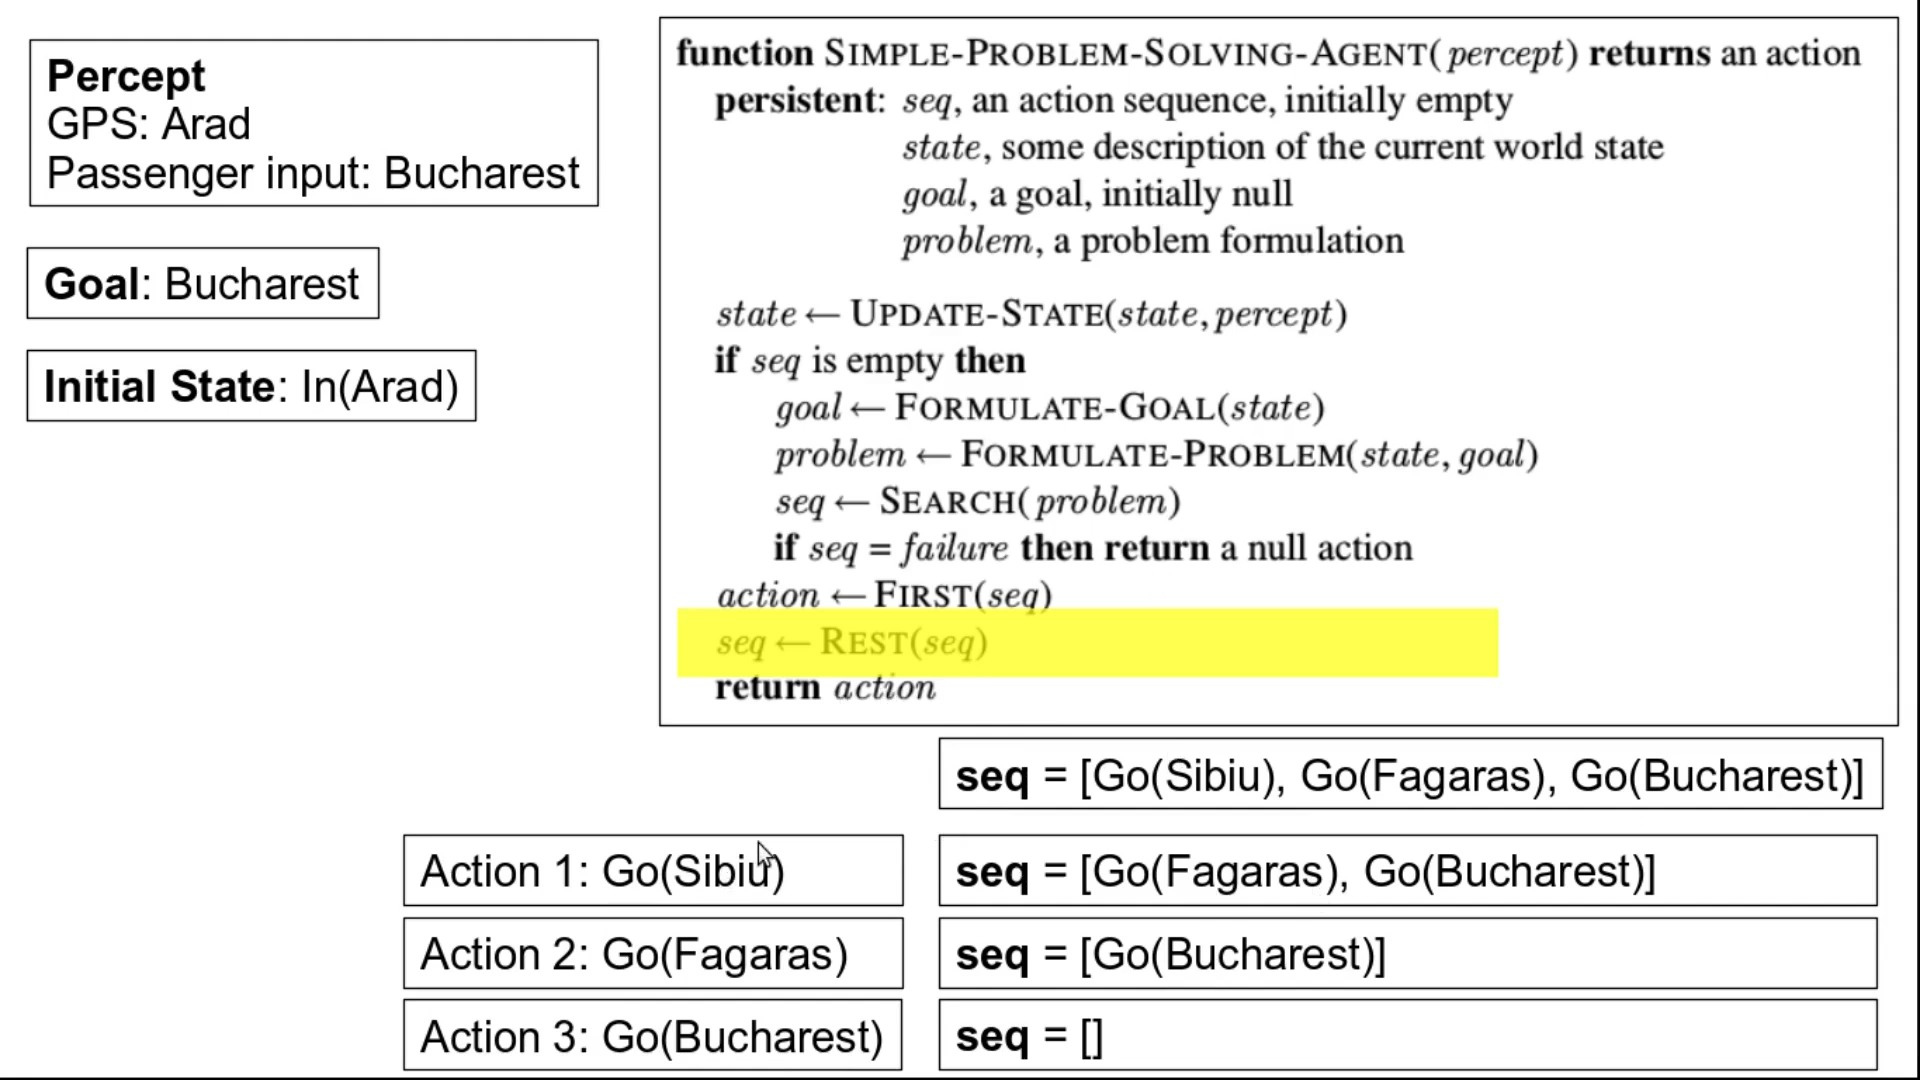 Percept
GPS: Arad
Passenger input: Bucharest
Goal: Bucharest
Initial State: In(Arad)
function SIMPLE-PROBLEM-SOLVING-AGENT(percept) returns an action
persistent: seq, an action sequence, initially empty
state, some description of the current world state
goal, a goal, initially null
problem, a problem formulation
state ← UPDATE-STATE(state, percept)
if seq is empty then
goal ← FORMULATE-GOAL(state)
problem ← FORMULATE-PROBLEM(state, goal)
seq ← SEARCH(problem)
if seq = failure then return a null action
action ← FIRST(seq)
seq ← REST(seq)
return action
seq = [Go(Sibiu), Go(Fagaras), Go(Bucharest)]
Action 1: Go(Sibiu)
seq = [Go(Fagaras), Go(Bucharest)]
Action 2: Go(Fagaras)
seq = [Go(Bucharest)]
Action 3: Go(Bucharest)
seq = []